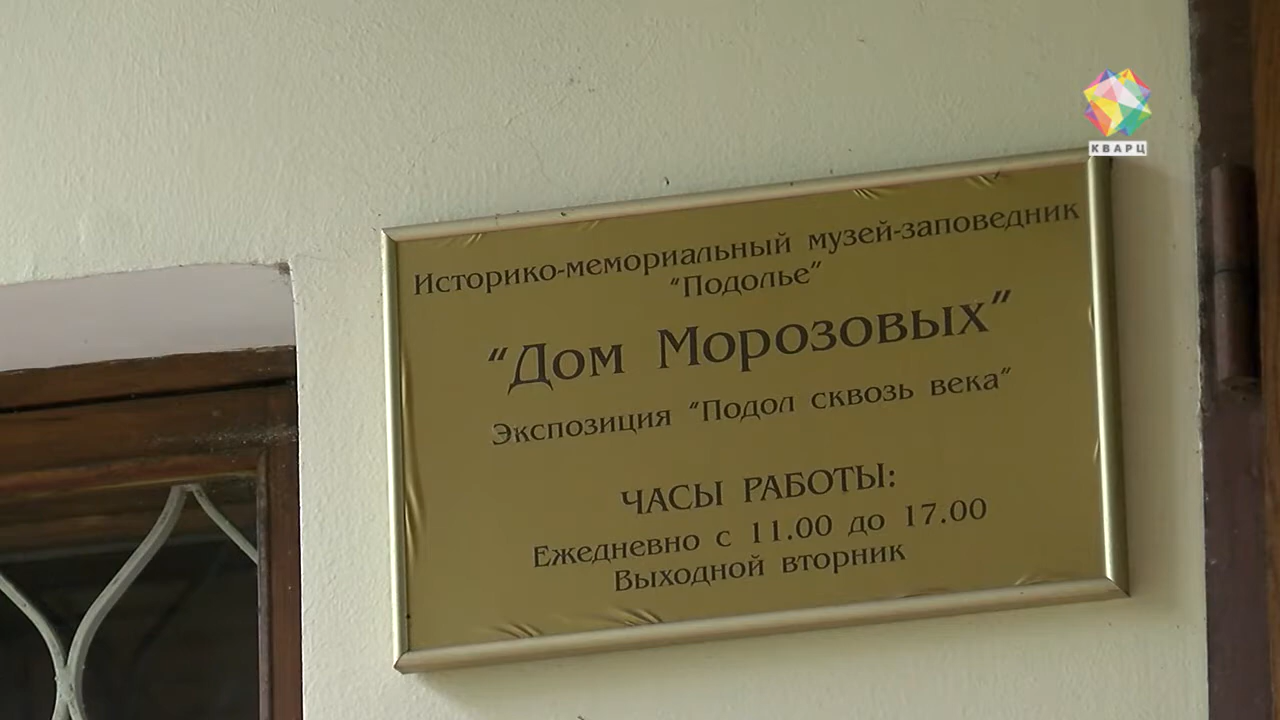 КВАРЦ
Историко-мемориальный музей-заповедник
"Подолье"
"Дом Морозовых"
Экспозиция "Подол сквозь века"
ЧАСЫ РАБОТЫ:
Ежедневно с 11.00 до 17.00
Выходной вторник